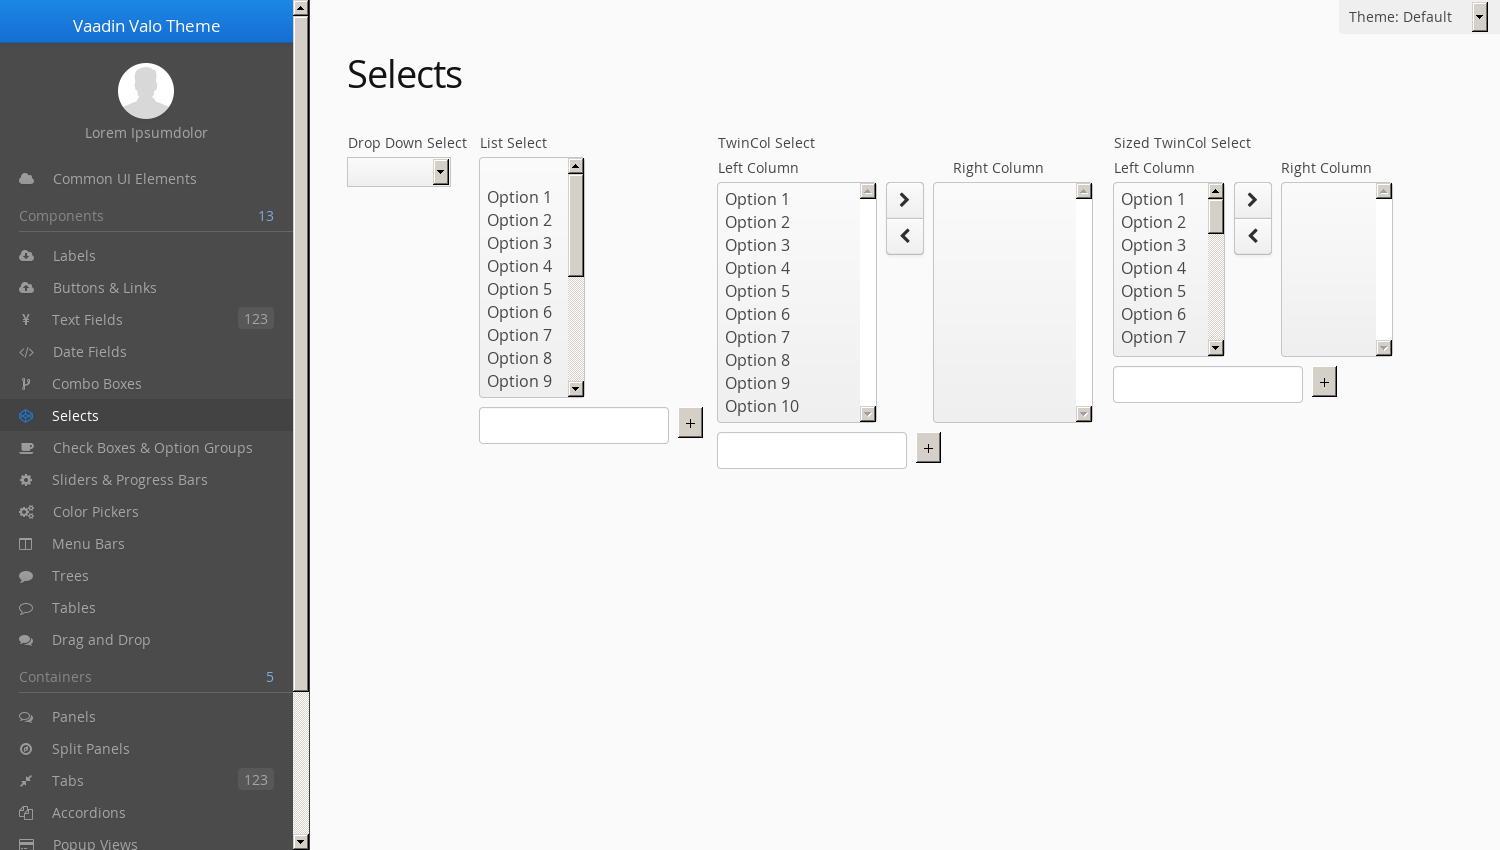 Vaadin Valo Theme
Lorem Ipsumdolor
Common UI Elements
Components 13
Labels
Buttons & Links
Text Fields 123
Date Fields
Combo Boxes
Selects
Check Boxes & Option Groups
Sliders & Progress Bars
Color Pickers
Menu Bars
Trees
Tables
Drag and Drop
Containers 5
Panels
Split Panels
Tabs 123
Accordions
Popup Views
Theme: Default
Selects
Drop Down Select
List Select
Option 1
Option 2
Option 3
Option 4
Option 5
Option 6
Option 7
Option 8
Option 9
+
TwinCol Select
Left Column
Right Column
Option 1
Option 2
Option 3
Option 4
Option 5
Option 6
Option 7
Option 8
Option 9
Option 10
+
Sized TwinCol Select
Left Column
Right Column
Option 1
Option 2
Option 3
Option 4
Option 5
Option 6
Option 7
+